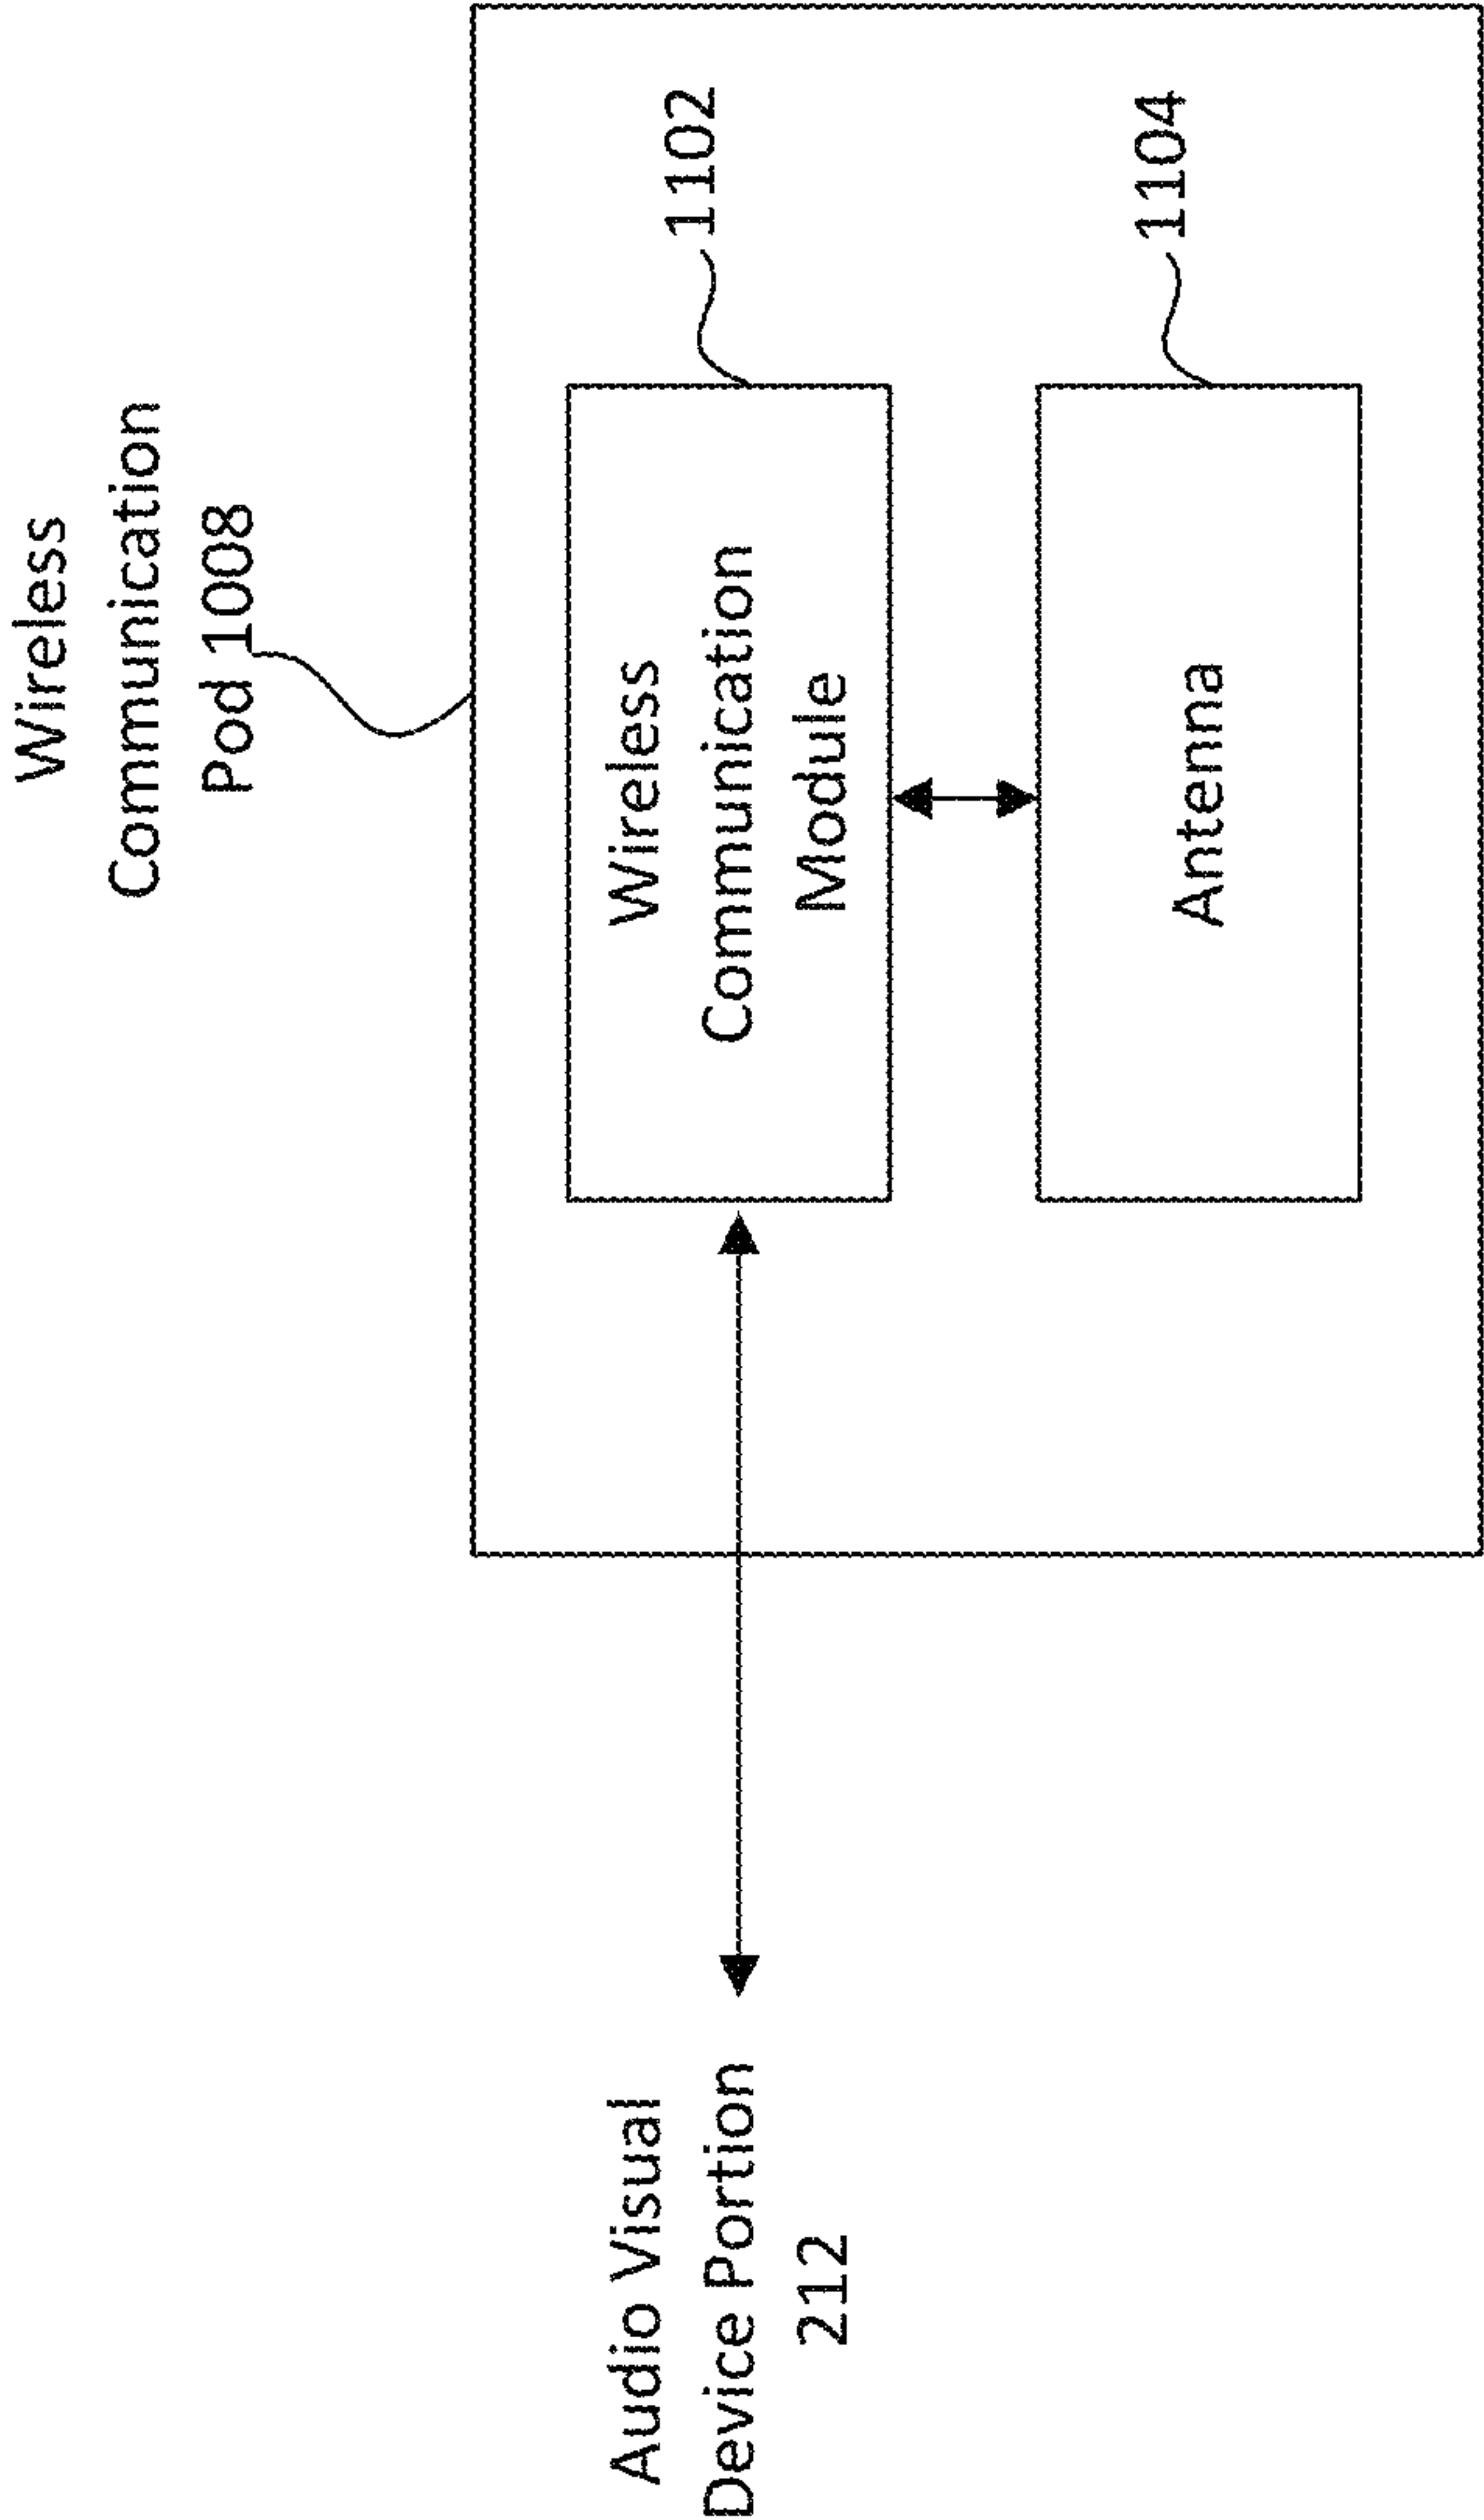 Wireless
Communication
Pod 1008
1102
Wireless
Communication
Module
Audio Visual
Device Portion
212
1104
Antenna